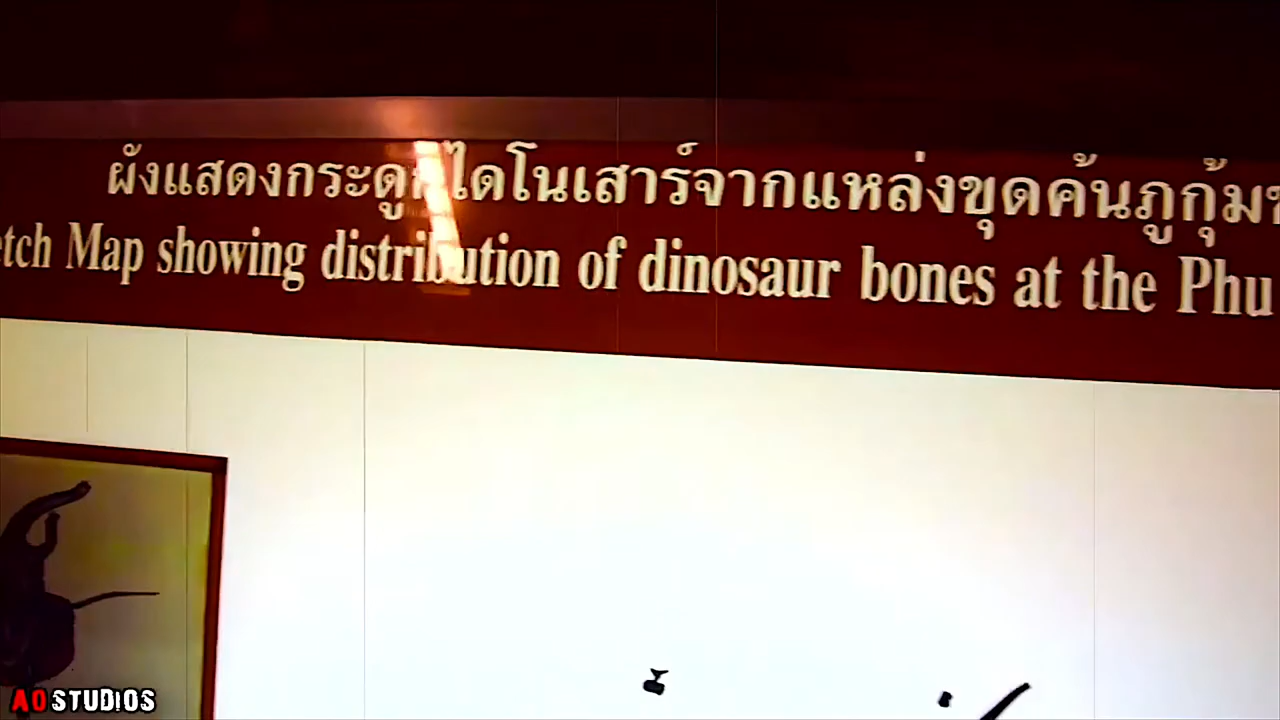 ผังแสดงกระดูกไดโนเสาร์จากแหล่งขุดค้นภูกุ้ม
etch Map showing distribution of dinosaur bones at the Phu
AO STUDIOS